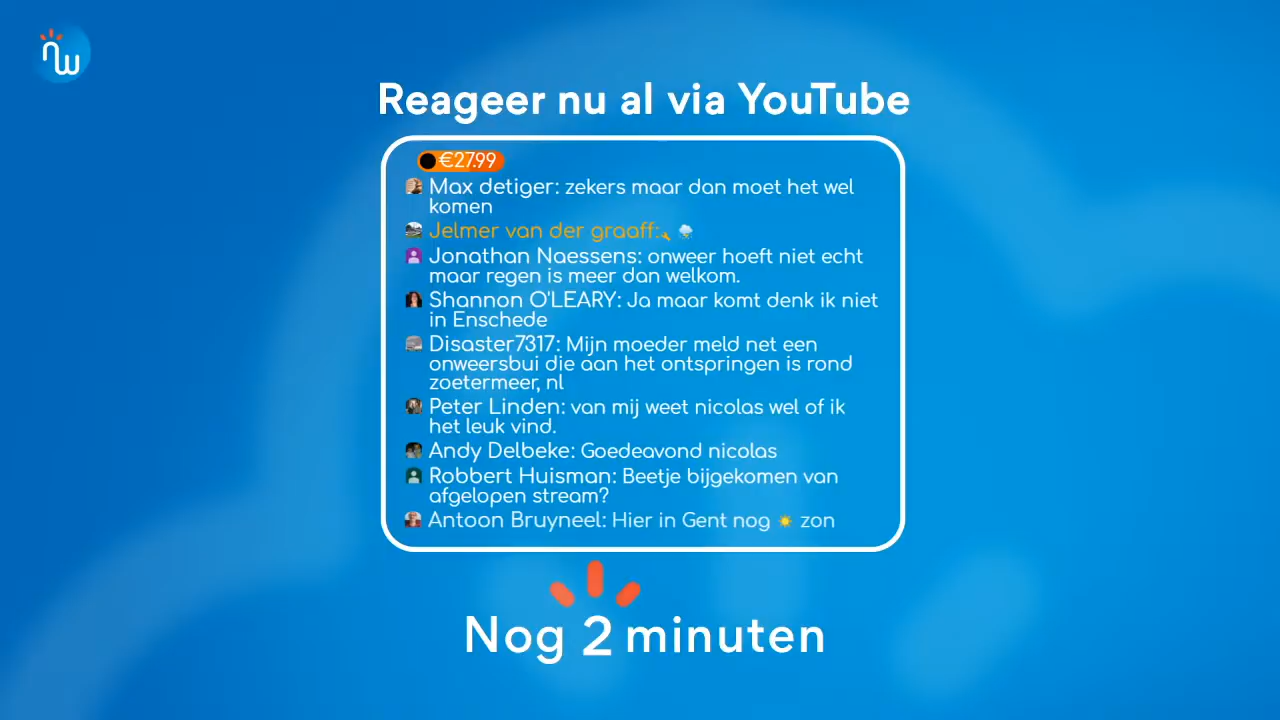 nw
Reageer nu al via YouTube
€27.99
Max detiger: zekers maar dan moet het wel
komen
Jelmer van der graaff:
Jonathan Naessens: onweer hoeft niet echt
maar regen is meer dan welkom.
Shannon O'LEARY: Ja maar komt denk ik niet
in Enschede
Disaster7317: Mijn moeder meld net een
onweersbui die aan het ontspringen is rond
zoetermeer, nl
Peter Linden: van mij weet nicolas wel of ik
het leuk vind.
Andy Delbeke: Goedeavond nicolas
Robbert Huisman: Beetje bijgekomen van
afgelopen stream?
Antoon Bruyneel: Hier in Gent nog ☀️ zon
Nog 2 minuten